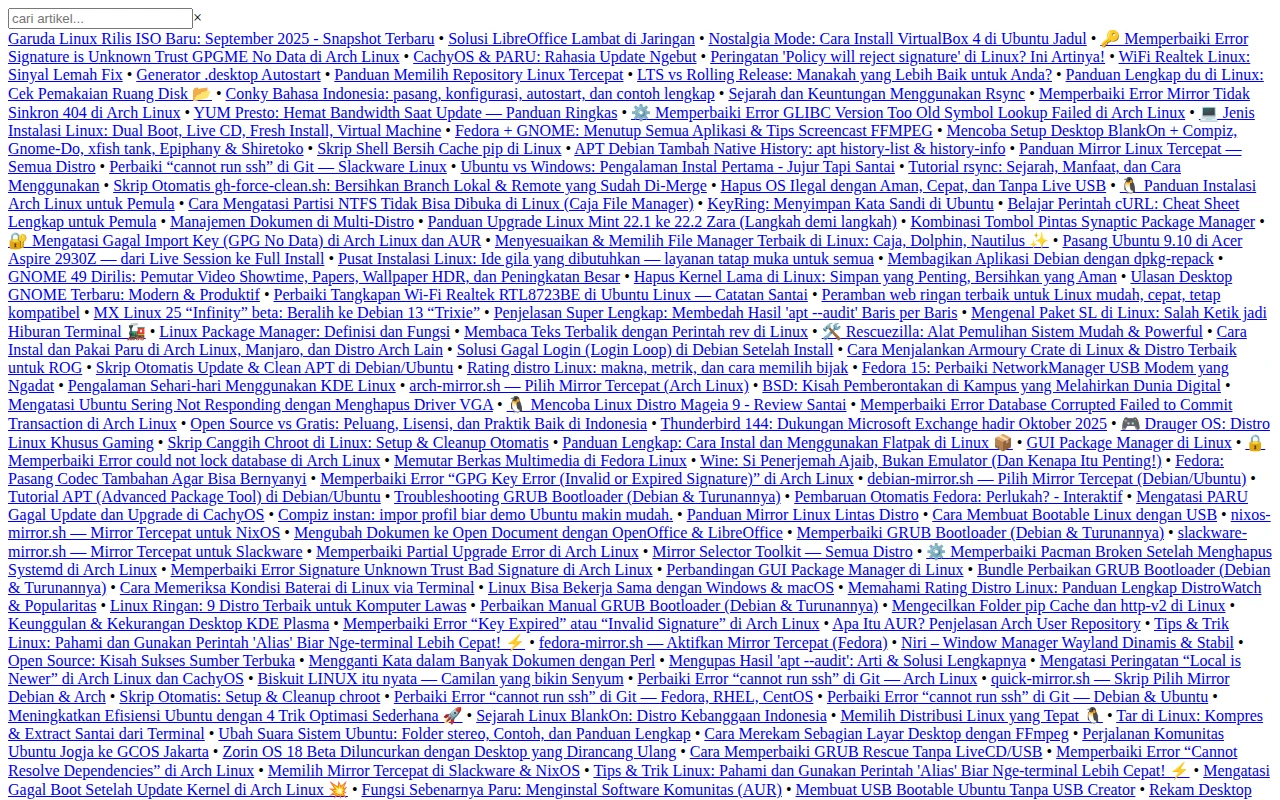 cari artikel... ×
Garuda Linux Rilis ISO Baru: September 2025 - Snapshot Terbaru • Solusi LibreOffice Lambat di Jaringan • Nostalgia Mode: Cara Install VirtualBox 4 di Ubuntu Jadul • 🔑 Memperbaiki Error
Signature is Unknown Trust GPGME No Data di Arch Linux • CachyOS & PARU: Rahasia Update Ngebut • Peringatan 'Policy will reject signature' di Linux? Ini Artinya! • WiFi Realtek Linux:
Sinyal Lemah Fix • Generator .desktop Autostart • Panduan Memilih Repository Linux Tercepat • LTS vs Rolling Release: Manakah yang Lebih Baik untuk Anda? • Panduan Lengkap du di Linux:
Cek Pemakaian Ruang Disk 📂 • Conky Bahasa Indonesia: pasang, konfigurasi, autostart, dan contoh lengkap • Sejarah dan Keuntungan Menggunakan Rsync • Memperbaiki Error Mirror Tidak
Sinkron 404 di Arch Linux • YUM Presto: Hemat Bandwidth Saat Update — Panduan Ringkas • ⚙️ Memperbaiki Error GLIBC Version Too Old Symbol Lookup Failed di Arch Linux • 💻 Jenis
Instalasi Linux: Dual Boot, Live CD, Fresh Install, Virtual Machine • Fedora + GNOME: Menutup Semua Aplikasi & Tips Screencast FFMPEG • Mencoba Setup Desktop BlankOn + Compiz,
Gnome-Do, xfish tank, Epiphany & Shiretoko • Skrip Shell Bersih Cache pip di Linux • APT Debian Tambah Native History: apt history-list & history-info • Panduan Mirror Linux Tercepat —
Semua Distro • Perbaiki “cannot run ssh” di Git — Slackware Linux • Ubuntu vs Windows: Pengalaman Instal Pertama - Jujur Tapi Santai • Tutorial rsync: Sejarah, Manfaat, dan Cara
Menggunakan • Skrip Otomatis gh-force-clean.sh: Bersihkan Branch Lokal & Remote yang Sudah Di-Merge • Hapus OS Ilegal dengan Aman, Cepat, dan Tanpa Live USB • 🐧 Panduan Instalasi
Arch Linux untuk Pemula • Cara Mengatasi Partisi NTFS Tidak Bisa Dibuka di Linux (Caja File Manager) • KeyRing: Menyimpan Kata Sandi di Ubuntu • Belajar Perintah cURL: Cheat Sheet
Lengkap untuk Pemula • Manajemen Dokumen di Multi-Distro • Panduan Upgrade Linux Mint 22.1 ke 22.2 Zara (Langkah demi langkah) • Kombinasi Tombol Pintas Synaptic Package Manager •
🔐 Mengatasi Gagal Import Key (GPG No Data) di Arch Linux dan AUR • Menyesuaikan & Memilih File Manager Terbaik di Linux: Caja, Dolphin, Nautilus ✨ • Pasang Ubuntu 9.10 di Acer
Aspire 2930Z — dari Live Session ke Full Install • Pusat Instalasi Linux: Ide gila yang dibutuhkan — layanan tatap muka untuk semua • Membagikan Aplikasi Debian dengan dpkg-repack •
GNOME 49 Dirilis: Pemutar Video Showtime, Papers, Wallpaper HDR, dan Peningkatan Besar • Hapus Kernel Lama di Linux: Simpan yang Penting, Bersihkan yang Aman • Ulasan Desktop
GNOME Terbaru: Modern & Produktif • Perbaiki Tangkapan Wi-Fi Realtek RTL8723BE di Ubuntu Linux — Catatan Santai • Peramban web ringan terbaik untuk Linux mudah, cepat, tetap
kompatibel • MX Linux 25 “Infinity” beta: Beralih ke Debian 13 “Trixie” • Penjelasan Super Lengkap: Membedah Hasil 'apt --audit' Baris per Baris • Mengenal Paket SL di Linux: Salah Ketik jadi
Hiburan Terminal 🚂 • Linux Package Manager: Definisi dan Fungsi • Membaca Teks Terbalik dengan Perintah rev di Linux • 🛠️ Rescuezilla: Alat Pemulihan Sistem Mudah & Powerful • Cara
Instal dan Pakai Paru di Arch Linux, Manjaro, dan Distro Arch Lain • Solusi Gagal Login (Login Loop) di Debian Setelah Install • Cara Menjalankan Armoury Crate di Linux & Distro Terbaik
untuk ROG • Skrip Otomatis Update & Clean APT di Debian/Ubuntu • Rating distro Linux: makna, metrik, dan cara memilih bijak • Fedora 15: Perbaiki NetworkManager USB Modem yang
Ngadat • Pengalaman Sehari-hari Menggunakan KDE Linux • arch-mirror.sh — Pilih Mirror Tercepat (Arch Linux) • BSD: Kisah Pemberontakan di Kampus yang Melahirkan Dunia Digital •
Mengatasi Ubuntu Sering Not Responding dengan Menghapus Driver VGA • 🐧 Mencoba Linux Distro Mageia 9 - Review Santai • Memperbaiki Error Database Corrupted Failed to Commit
Transaction di Arch Linux • Open Source vs Gratis: Peluang, Lisensi, dan Praktik Baik di Indonesia • Thunderbird 144: Dukungan Microsoft Exchange hadir Oktober 2025 • 🎮 Drauger OS: Distro
Linux Khusus Gaming • Skrip Canggih Chroot di Linux: Setup & Cleanup Otomatis • Panduan Lengkap: Cara Instal dan Menggunakan Flatpak di Linux 📦 • GUI Package Manager di Linux • 🔒
Memperbaiki Error could not lock database di Arch Linux • Memutar Berkas Multimedia di Fedora Linux • Wine: Si Penerjemah Ajaib, Bukan Emulator (Dan Kenapa Itu Penting!) • Fedora:
Pasang Codec Tambahan Agar Bisa Bernyanyi • Memperbaiki Error “GPG Key Error (Invalid or Expired Signature)” di Arch Linux • debian-mirror.sh — Pilih Mirror Tercepat (Debian/Ubuntu) •
Tutorial APT (Advanced Package Tool) di Debian/Ubuntu • Troubleshooting GRUB Bootloader (Debian & Turunannya) • Pembaruan Otomatis Fedora: Perlukah? - Interaktif • Mengatasi PARU
Gagal Update dan Upgrade di CachyOS • Compiz instan: impor profil biar demo Ubuntu makin mudah. • Panduan Mirror Linux Lintas Distro • Cara Membuat Bootable Linux dengan USB • nixos-
mirror.sh — Mirror Tercepat untuk NixOS • Mengubah Dokumen ke Open Document dengan OpenOffice & LibreOffice • Memperbaiki GRUB Bootloader (Debian & Turunannya) • slackware-
mirror.sh — Mirror Tercepat untuk Slackware • Memperbaiki Partial Upgrade Error di Arch Linux • Mirror Selector Toolkit — Semua Distro • ⚙️ Memperbaiki Pacman Broken Setelah Menghapus
Systemd di Arch Linux • Memperbaiki Error Signature Unknown Trust Bad Signature di Arch Linux • Perbandingan GUI Package Manager di Linux • Bundle Perbaikan GRUB Bootloader (Debian
& Turunannya) • Cara Memeriksa Kondisi Baterai di Linux via Terminal • Linux Bisa Bekerja Sama dengan Windows & macOS • Memahami Rating Distro Linux: Panduan Lengkap DistroWatch
& Popularitas • Linux Ringan: 9 Distro Terbaik untuk Komputer Lawas • Perbaikan Manual GRUB Bootloader (Debian & Turunannya) • Mengecilkan Folder pip Cache dan http-v2 di Linux •
Keunggulan & Kekurangan Desktop KDE Plasma • Memperbaiki Error “Key Expired” atau “Invalid Signature” di Arch Linux • Apa Itu AUR? Penjelasan Arch User Repository • Tips & Trik
Linux: Pahami dan Gunakan Perintah 'Alias' Biar Nge-terminal Lebih Cepat! ⚡ • fedora-mirror.sh — Aktifkan Mirror Tercepat (Fedora) • Niri – Window Manager Wayland Dinamis & Stabil •
Open Source: Kisah Sukses Sumber Terbuka • Mengganti Kata dalam Banyak Dokumen dengan Perl • Mengupas Hasil 'apt --audit': Arti & Solusi Lengkapnya • Mengatasi Peringatan “Local is
Newer” di Arch Linux dan CachyOS • Biskuit LINUX itu nyata — Camilan yang bikin Senyum • Perbaiki Error “cannot run ssh” di Git — Arch Linux • quick-mirror.sh — Skrip Pilih Mirror
Debian & Arch • Skrip Otomatis: Setup & Cleanup chroot • Perbaiki Error “cannot run ssh” di Git — Fedora, RHEL, CentOS • Perbaiki Error “cannot run ssh” di Git — Debian & Ubuntu •
Meningkatkan Efisiensi Ubuntu dengan 4 Trik Optimasi Sederhana 🚀 • Sejarah Linux BlankOn: Distro Kebanggaan Indonesia • Memilih Distribusi Linux yang Tepat 🐧 • Tar di Linux: Kompres
& Extract Santai dari Terminal • Ubah Suara Sistem Ubuntu: Folder stereo, Contoh, dan Panduan Lengkap • Cara Merekam Sebagian Layar Desktop dengan FFmpeg • Perjalanan Komunitas
Ubuntu Jogja ke GCOS Jakarta • Zorin OS 18 Beta Diluncurkan dengan Desktop yang Dirancang Ulang • Cara Memperbaiki GRUB Rescue Tanpa LiveCD/USB • Memperbaiki Error “Cannot
Resolve Dependencies” di Arch Linux • Memilih Mirror Tercepat di Slackware & NixOS • Tips & Trik Linux: Pahami dan Gunakan Perintah 'Alias' Biar Nge-terminal Lebih Cepat! ⚡ • Mengatasi
Gagal Boot Setelah Update Kernel di Arch Linux 💥 • Fungsi Sebenarnya Paru: Menginstal Software Komunitas (AUR) • Membuat USB Bootable Ubuntu Tanpa USB Creator • Rekam Desktop